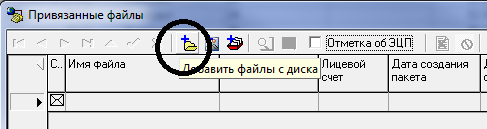 Привязанные файлы
Отметка об ЭЦП
Добавить файлы с диска
С.. Имя файла Лицевой счет Дата создания пакета